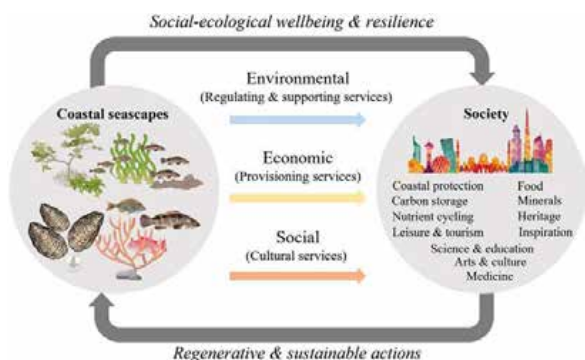 Social-ecological wellbeing & resilience
Coastal seascapes
Environmental
(Regulating & supporting services)
Economic
(Provisioning services)
Social
(Cultural services)
Society
Coastal protection
Carbon storage
Nutrient cycling
Leisure & tourism
Food
Minerals
Heritage
Inspiration
Science & education
Arts & culture
Medicine
Regenerative & sustainable actions